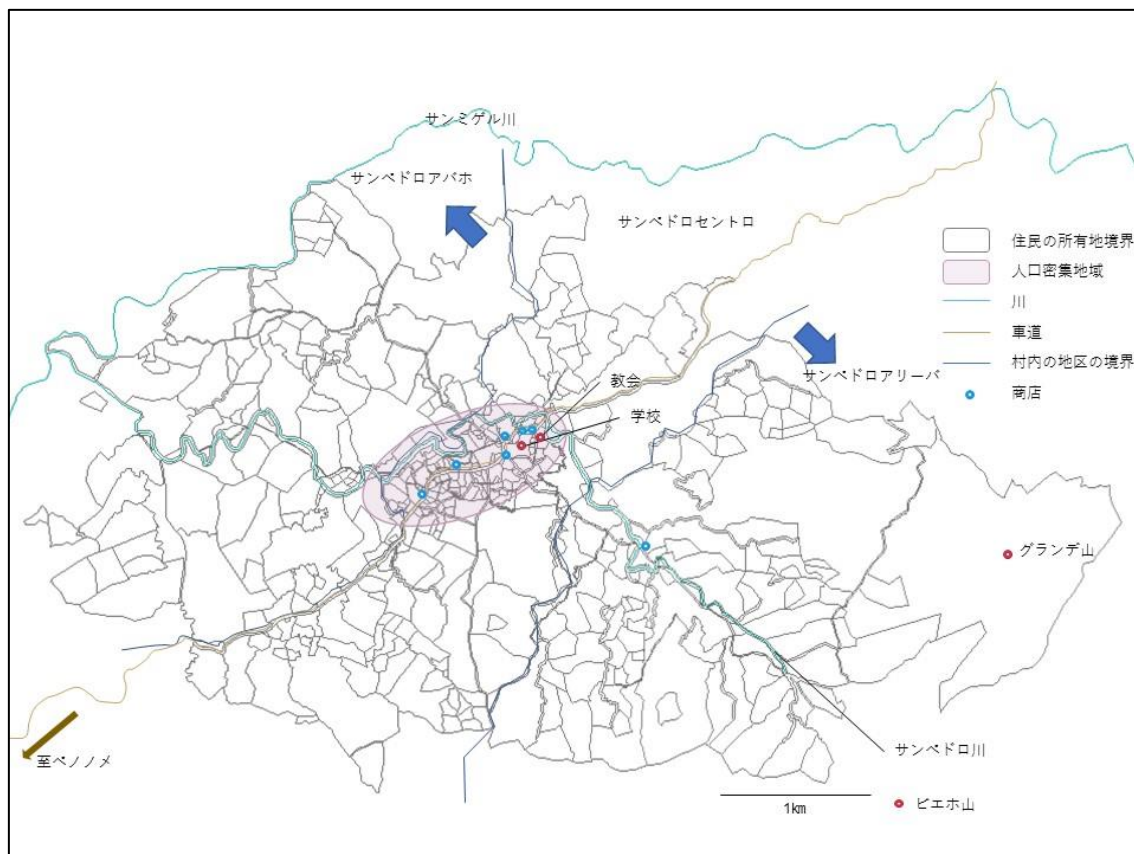 サンミゲル川
サンペドロアバホ
サンペドロセントロ
住民の所有地境界
人口密集地域
川
車道
村内の地区の境界
商店
サンペドロアリーバ
教会
学校
グランデ山
サンペドロ川
至ペノノメ
1km
ビエホ山